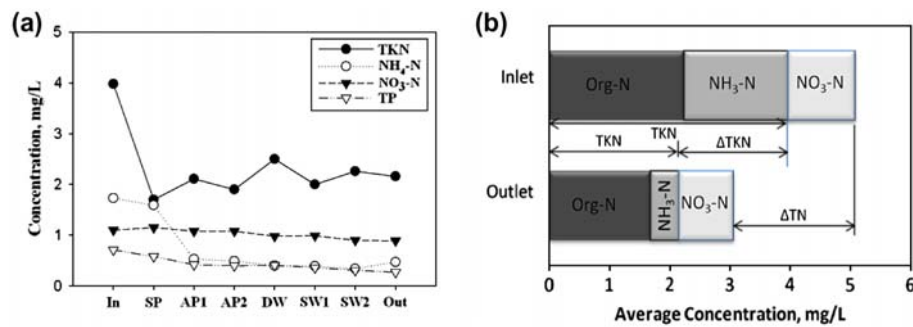 (a)
5
4
3
2
1
0
Concentration, mg/L
TKN
NH₄-N
NO₃-N
TP
In SP AP1 AP2 DW SW1 SW2 Out
(b)
Inlet
Org-N NH₃-N NO₃-N
TKN
TKN ΔTKN
Outlet
Org-N NH₃-N NO₃-N
ΔTN
0 1 2 3 4 5 6
Average Concentration, mg/L